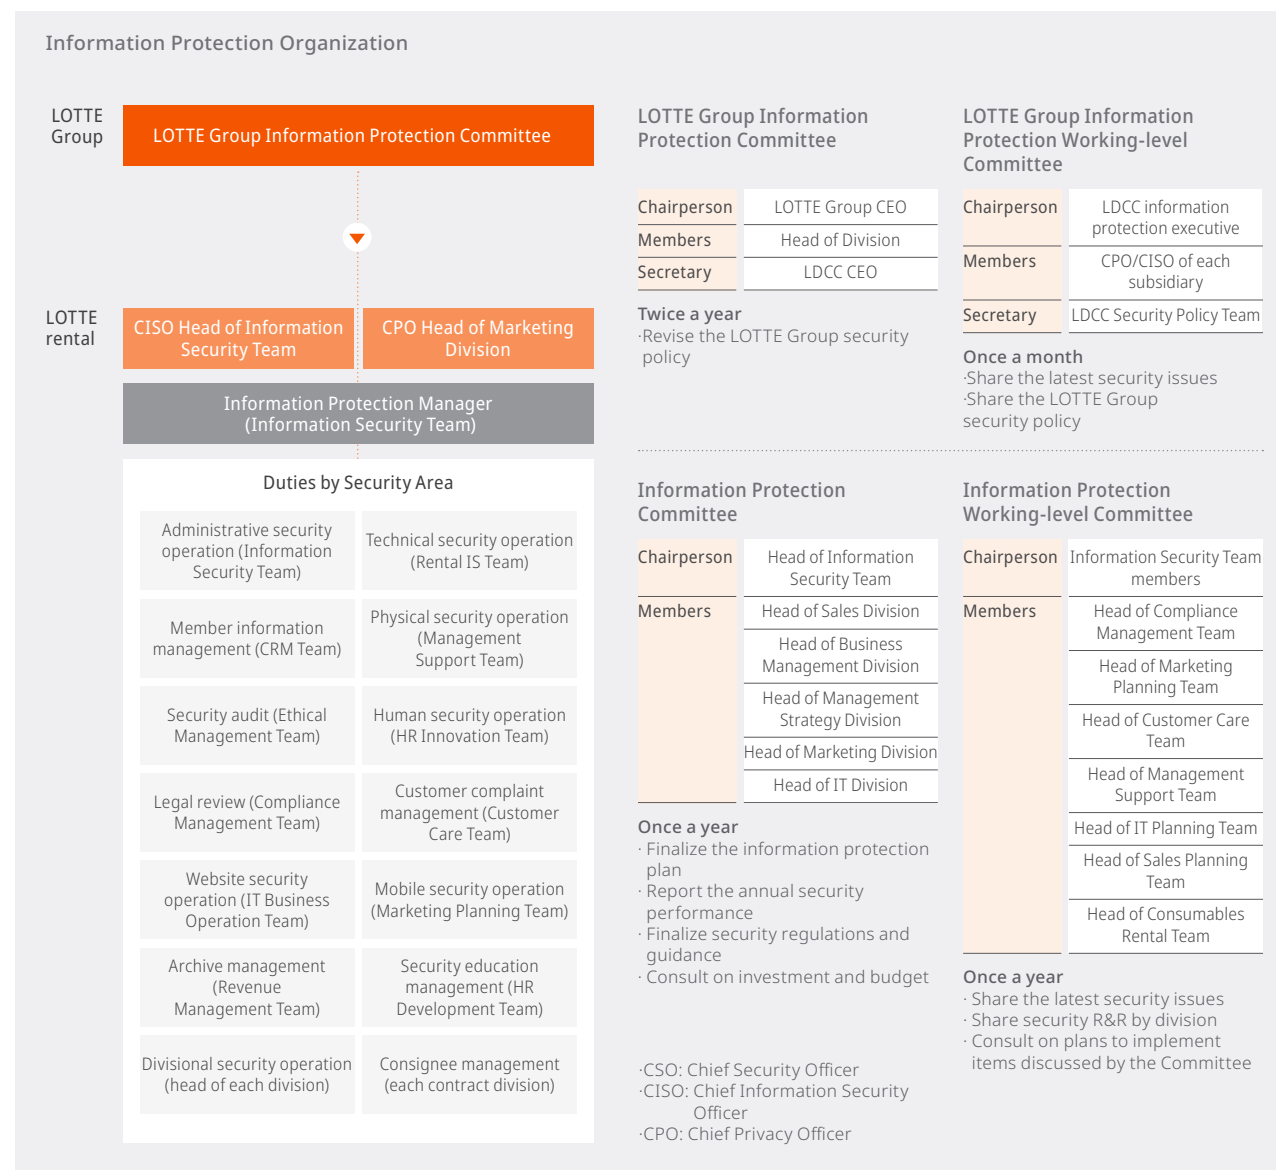 Information Protection Organization
LOTTE
Group
LOTTE Group Information Protection Committee
LOTTE
rental
CISO Head of Information
Security Team
CPO Head of Marketing
Division
Information Protection Manager
(Information Security Team)
Duties by Security Area
Administrative security
operation (Information
Security Team)
Technical security operation
(Rental IS Team)
Member information
management (CRM Team)
Physical security operation
(Management
Support Team)
Security audit (Ethical
Management Team)
Human security operation
(HR Innovation Team)
Legal review (Compliance
Management Team)
Customer complaint
management (Customer
Care Team)
Website security
operation (IT Business
Operation Team)
Mobile security operation
(Marketing Planning Team)
Archive management
(Revenue
Management Team)
Security education
management (HR
Development Team)
Divisional security operation
(head of each division)
Consignee management
(each contract division)
LOTTE Group Information
Protection Committee
Chairperson
LOTTE Group CEO
Members
Head of Division
Secretary
LDCC CEO
Twice a year
·Revise the LOTTE Group security
policy
LOTTE Group Information
Protection Working-level
Committee
Chairperson
LDCC information
protection executive
Members
CPO/CISO of each
subsidiary
Secretary
LDCC Security Policy Team
Once a month
·Share the latest security issues
·Share the LOTTE Group
security policy
Information Protection
Committee
Chairperson
Head of Information
Security Team
Members
Head of Sales Division
Head of Business
Management Division
Head of Management
Strategy Division
Head of Marketing Division
Head of IT Division
Once a year
· Finalize the information protection
plan
· Report the annual security
performance
· Finalize security regulations and
guidance
· Consult on investment and budget
·CSO: Chief Security Officer
·CISO: Chief Information Security
Officer
·CPO: Chief Privacy Officer
Information Protection
Working-level Committee
Chairperson
Information Security Team
members
Members
Head of Compliance
Management Team
Head of Marketing
Planning Team
Head of Customer Care
Team
Head of Management
Support Team
Head of IT Planning Team
Head of Sales Planning
Team
Head of Consumables
Rental Team
Once a year
· Share the latest security issues
· Share security R&R by division
· Consult on plans to implement
items discussed by the Committee